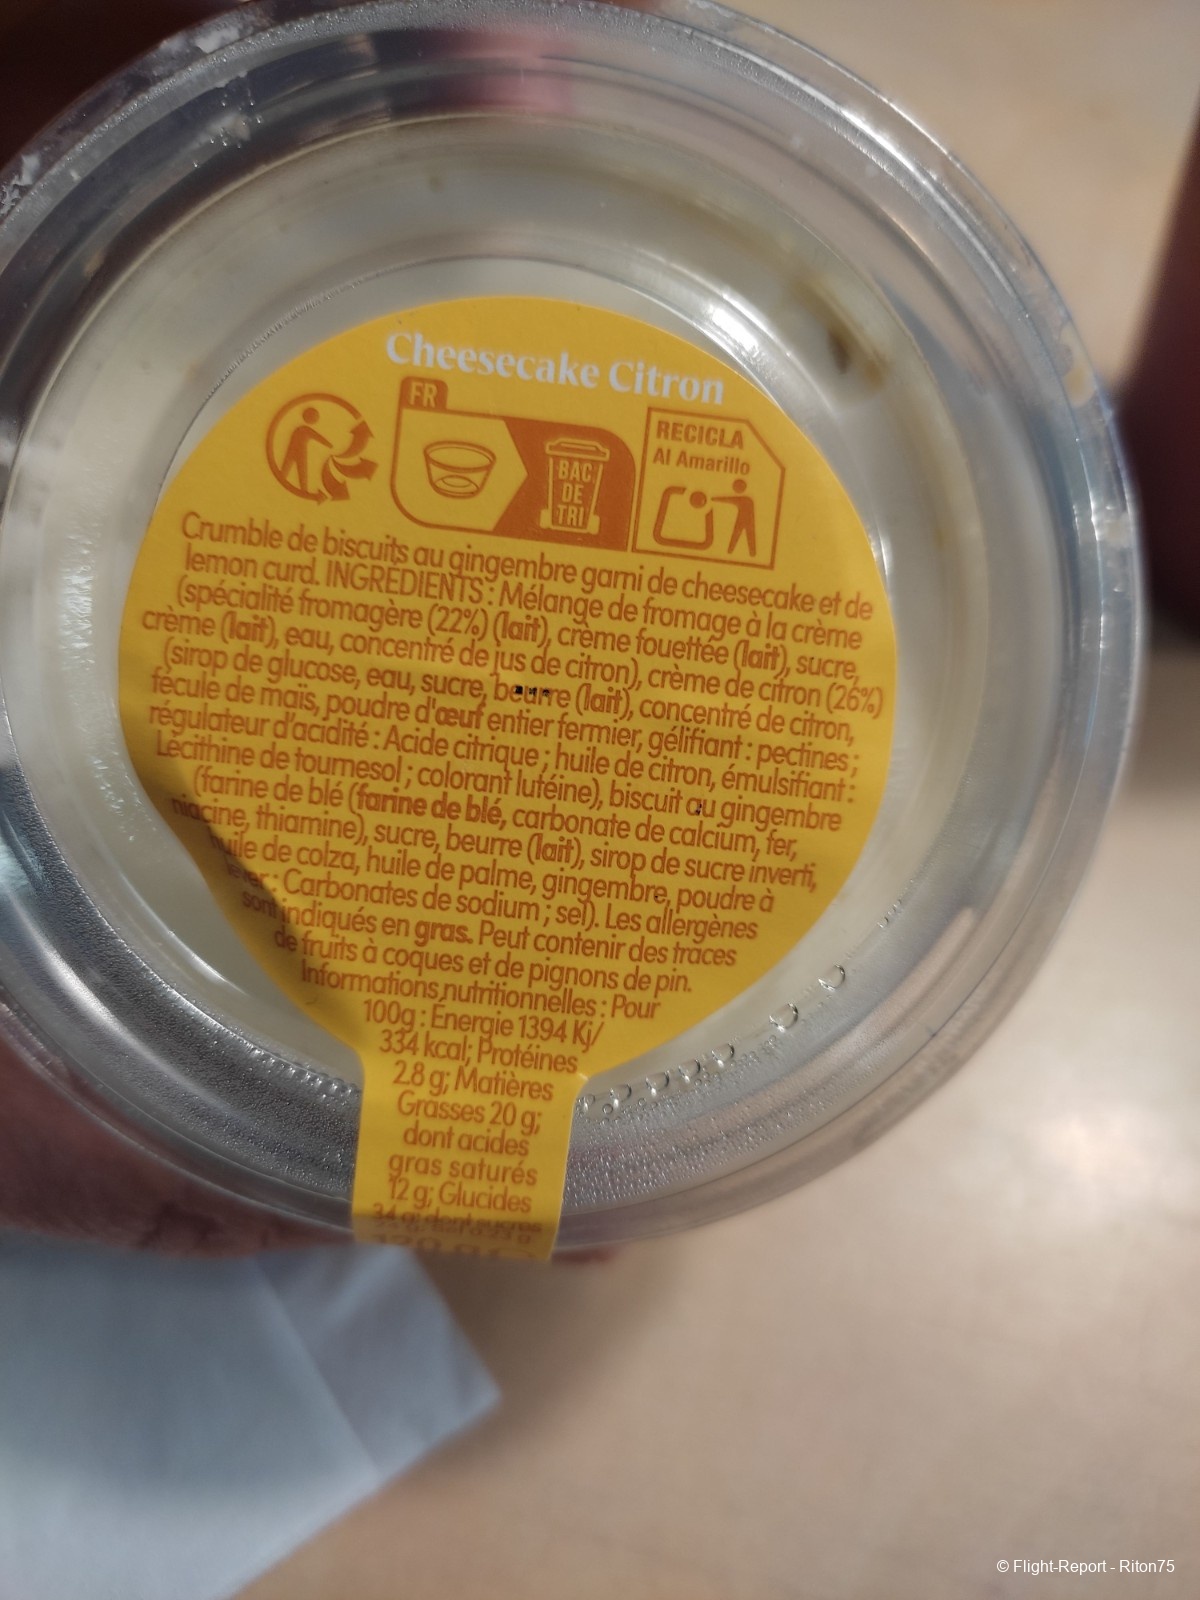 Cheesecake Citron
FR
BAC
DE
TRI
RECICLA
Al Amarillo
Crumble de biscuits au gingembre garni de cheesecake et de
lemon curd. INGRÉDIENTS : Mélange de fromage à la crème
(spécialité fromagère (22%) (lait), crème fouettée (lait), sucre,
crème (lait), eau, concentré de jus de citron), crème de citron (26%)
(sirop de glucose, eau, sucre, beurre (lait), concentré de citron,
fécule de maïs, poudre d'œuf entier fermier, gélifiant : pectines ;
régulateur d'acidité : Acide citrique ; huile de citron, émulsifiant :
Lecithine de tournesol ; colorant lutéine), biscuit au gingembre
(farine de blé (farine de blé, carbonate de calcium, fer,
niacine, thiamine), sucre, beurre (lait), sirop de sucre inverti,
huile de colza, huile de palme, gingembre, poudre à
lever : Carbonates de sodium ; sel). Les allergènes
sont indiqués en gras. Peut contenir des traces
de fruits à coques et de pignons de pin.
Informations nutritionnelles : Pour
100g : Énergie 1394 Kj/
334 kcal; Protéines
2.8 g; Matières
Grasses 20 g;
dont acides
gras saturés
12 g; Glucides
34 g; dont sucres
© Flight-Report - Riton75